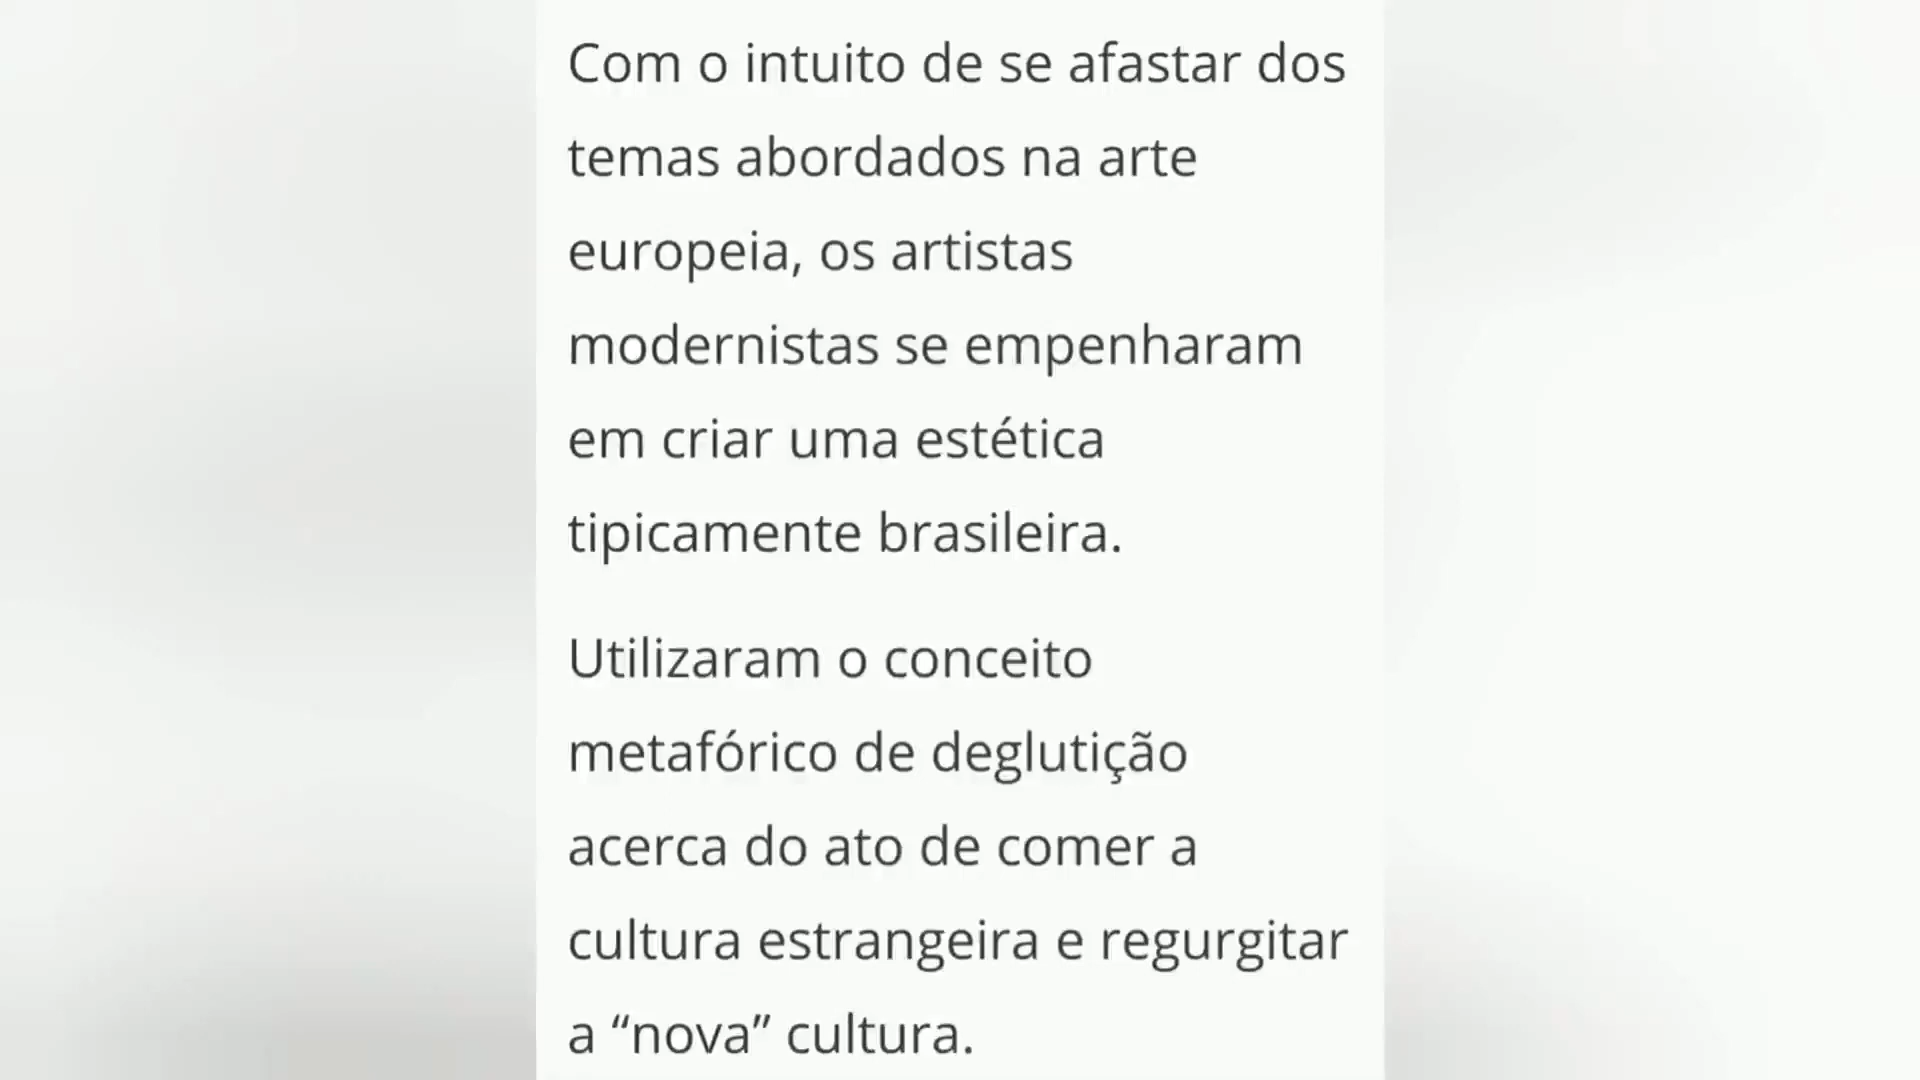 Com o intuito de se afastar dos
temas abordados na arte
europeia, os artistas
modernistas se empenharam
em criar uma estética
tipicamente brasileira.
Utilizaram o conceito
metafórico de deglutição
acerca do ato de comer a
cultura estrangeira e regurgitar
a “nova” cultura.